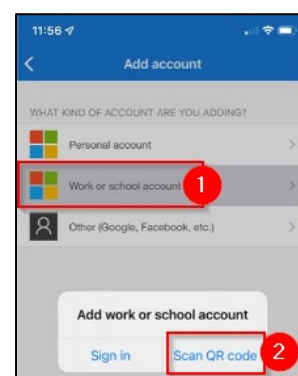 11:56
Add account
WHAT KIND OF ACCOUNT ARE YOU ADDING?
Personal account
Work or school account 1
Other (Google, Facebook, etc.)
Add work or school account
Sign in Scan QR code 2